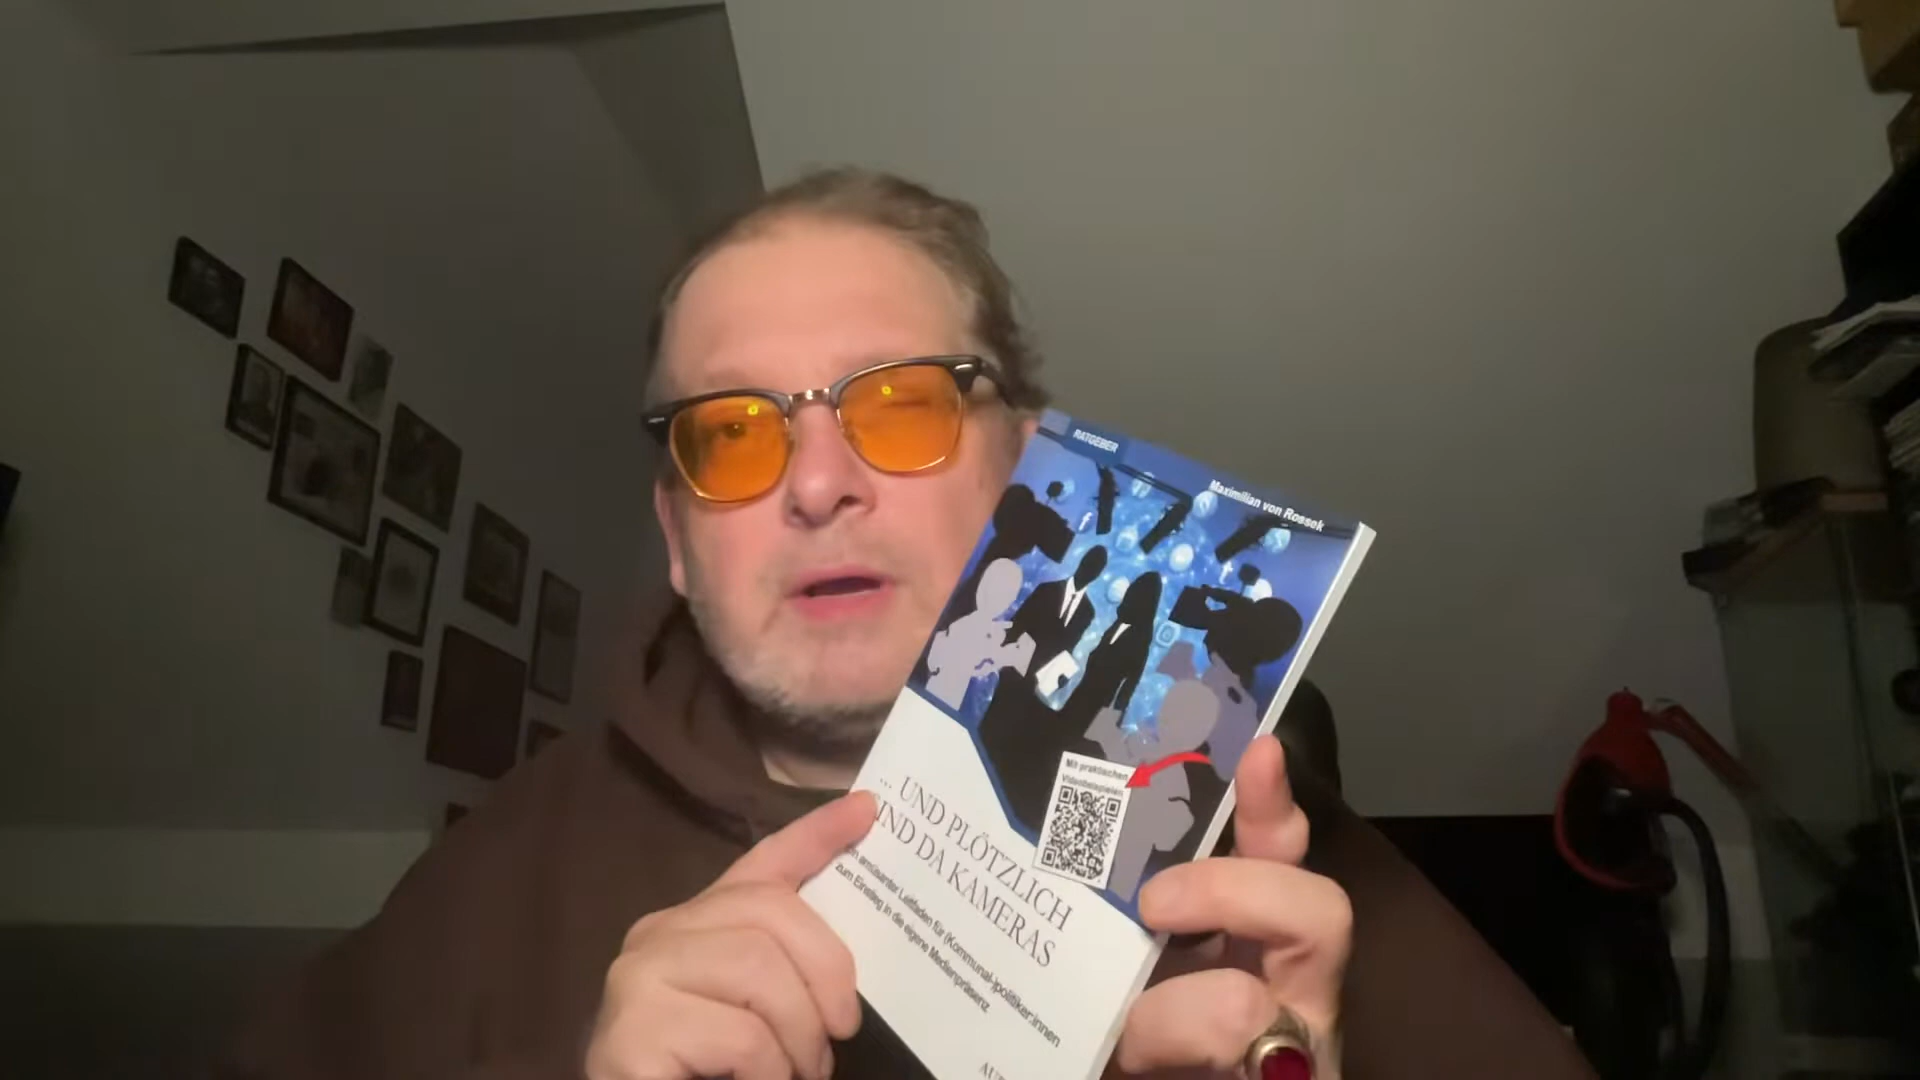 RATGEBER
Maximilian von Rossek
Mit praktischen
Videobeispielen
... UND PLÖTZLICH
SIND DA KAMERAS
Ein amüsanter Leitfaden für (Kommunal-)politiker:innen
zum Einstieg in die eigene Medienpräsenz